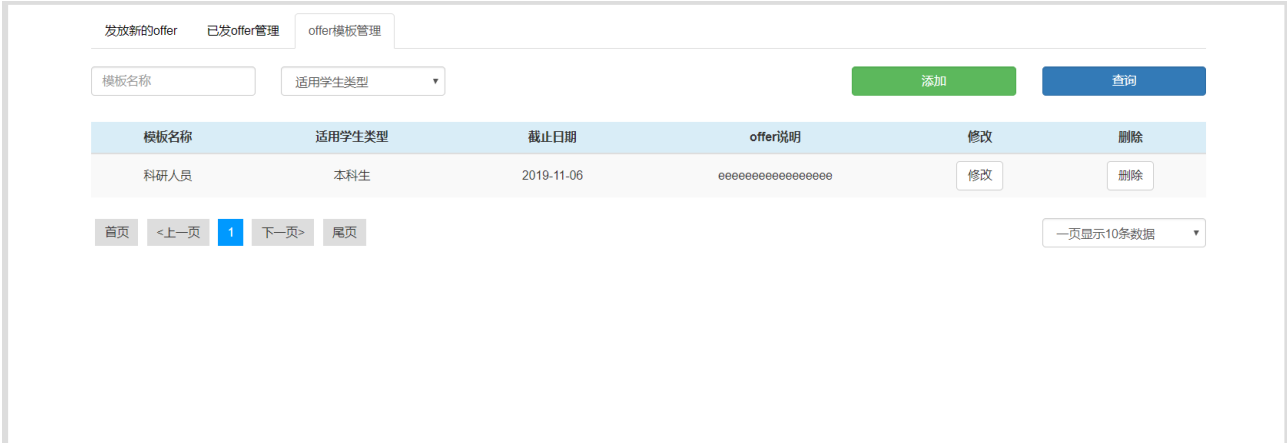 发放新的offer 已发offer管理 offer模板管理
模板名称 适用学生类型 添加 查询
模板名称 适用学生类型 截止日期 offer说明 修改 删除
科研人员 本科生 2019-11-06 eeeeeeeeeeeeeeeee 修改 删除
首页 <上一页 1 下一页> 尾页 一页显示10条数据